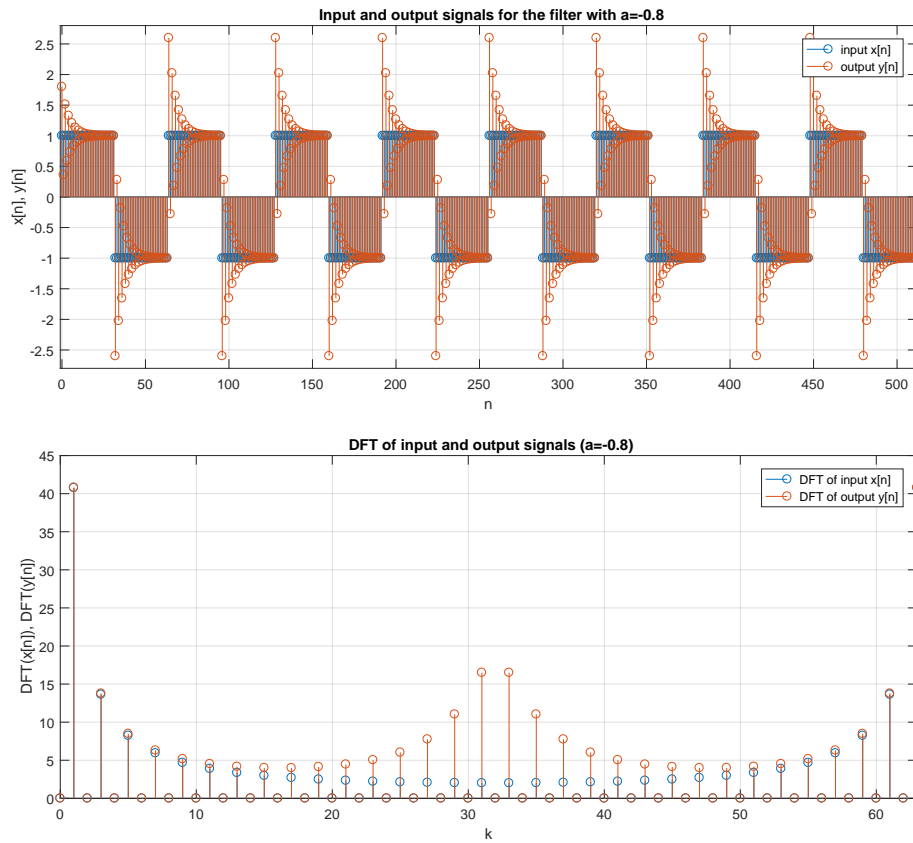 Input and output signals for the filter with a=-0.8
x[n], y[n]
2.5
2
1.5
1
0.5
0
-0.5
-1
-1.5
-2
-2.5
input x[n]
output y[n]
0 50 100 150 200 250 300 350 400 450 500
n
DFT of input and output signals (a=-0.8)
DFT(x[n]), DFT(y[n])
45
40
35
30
25
20
15
10
5
0
DFT of input x[n]
DFT of output y[n]
0 10 20 30 40 50 60
k